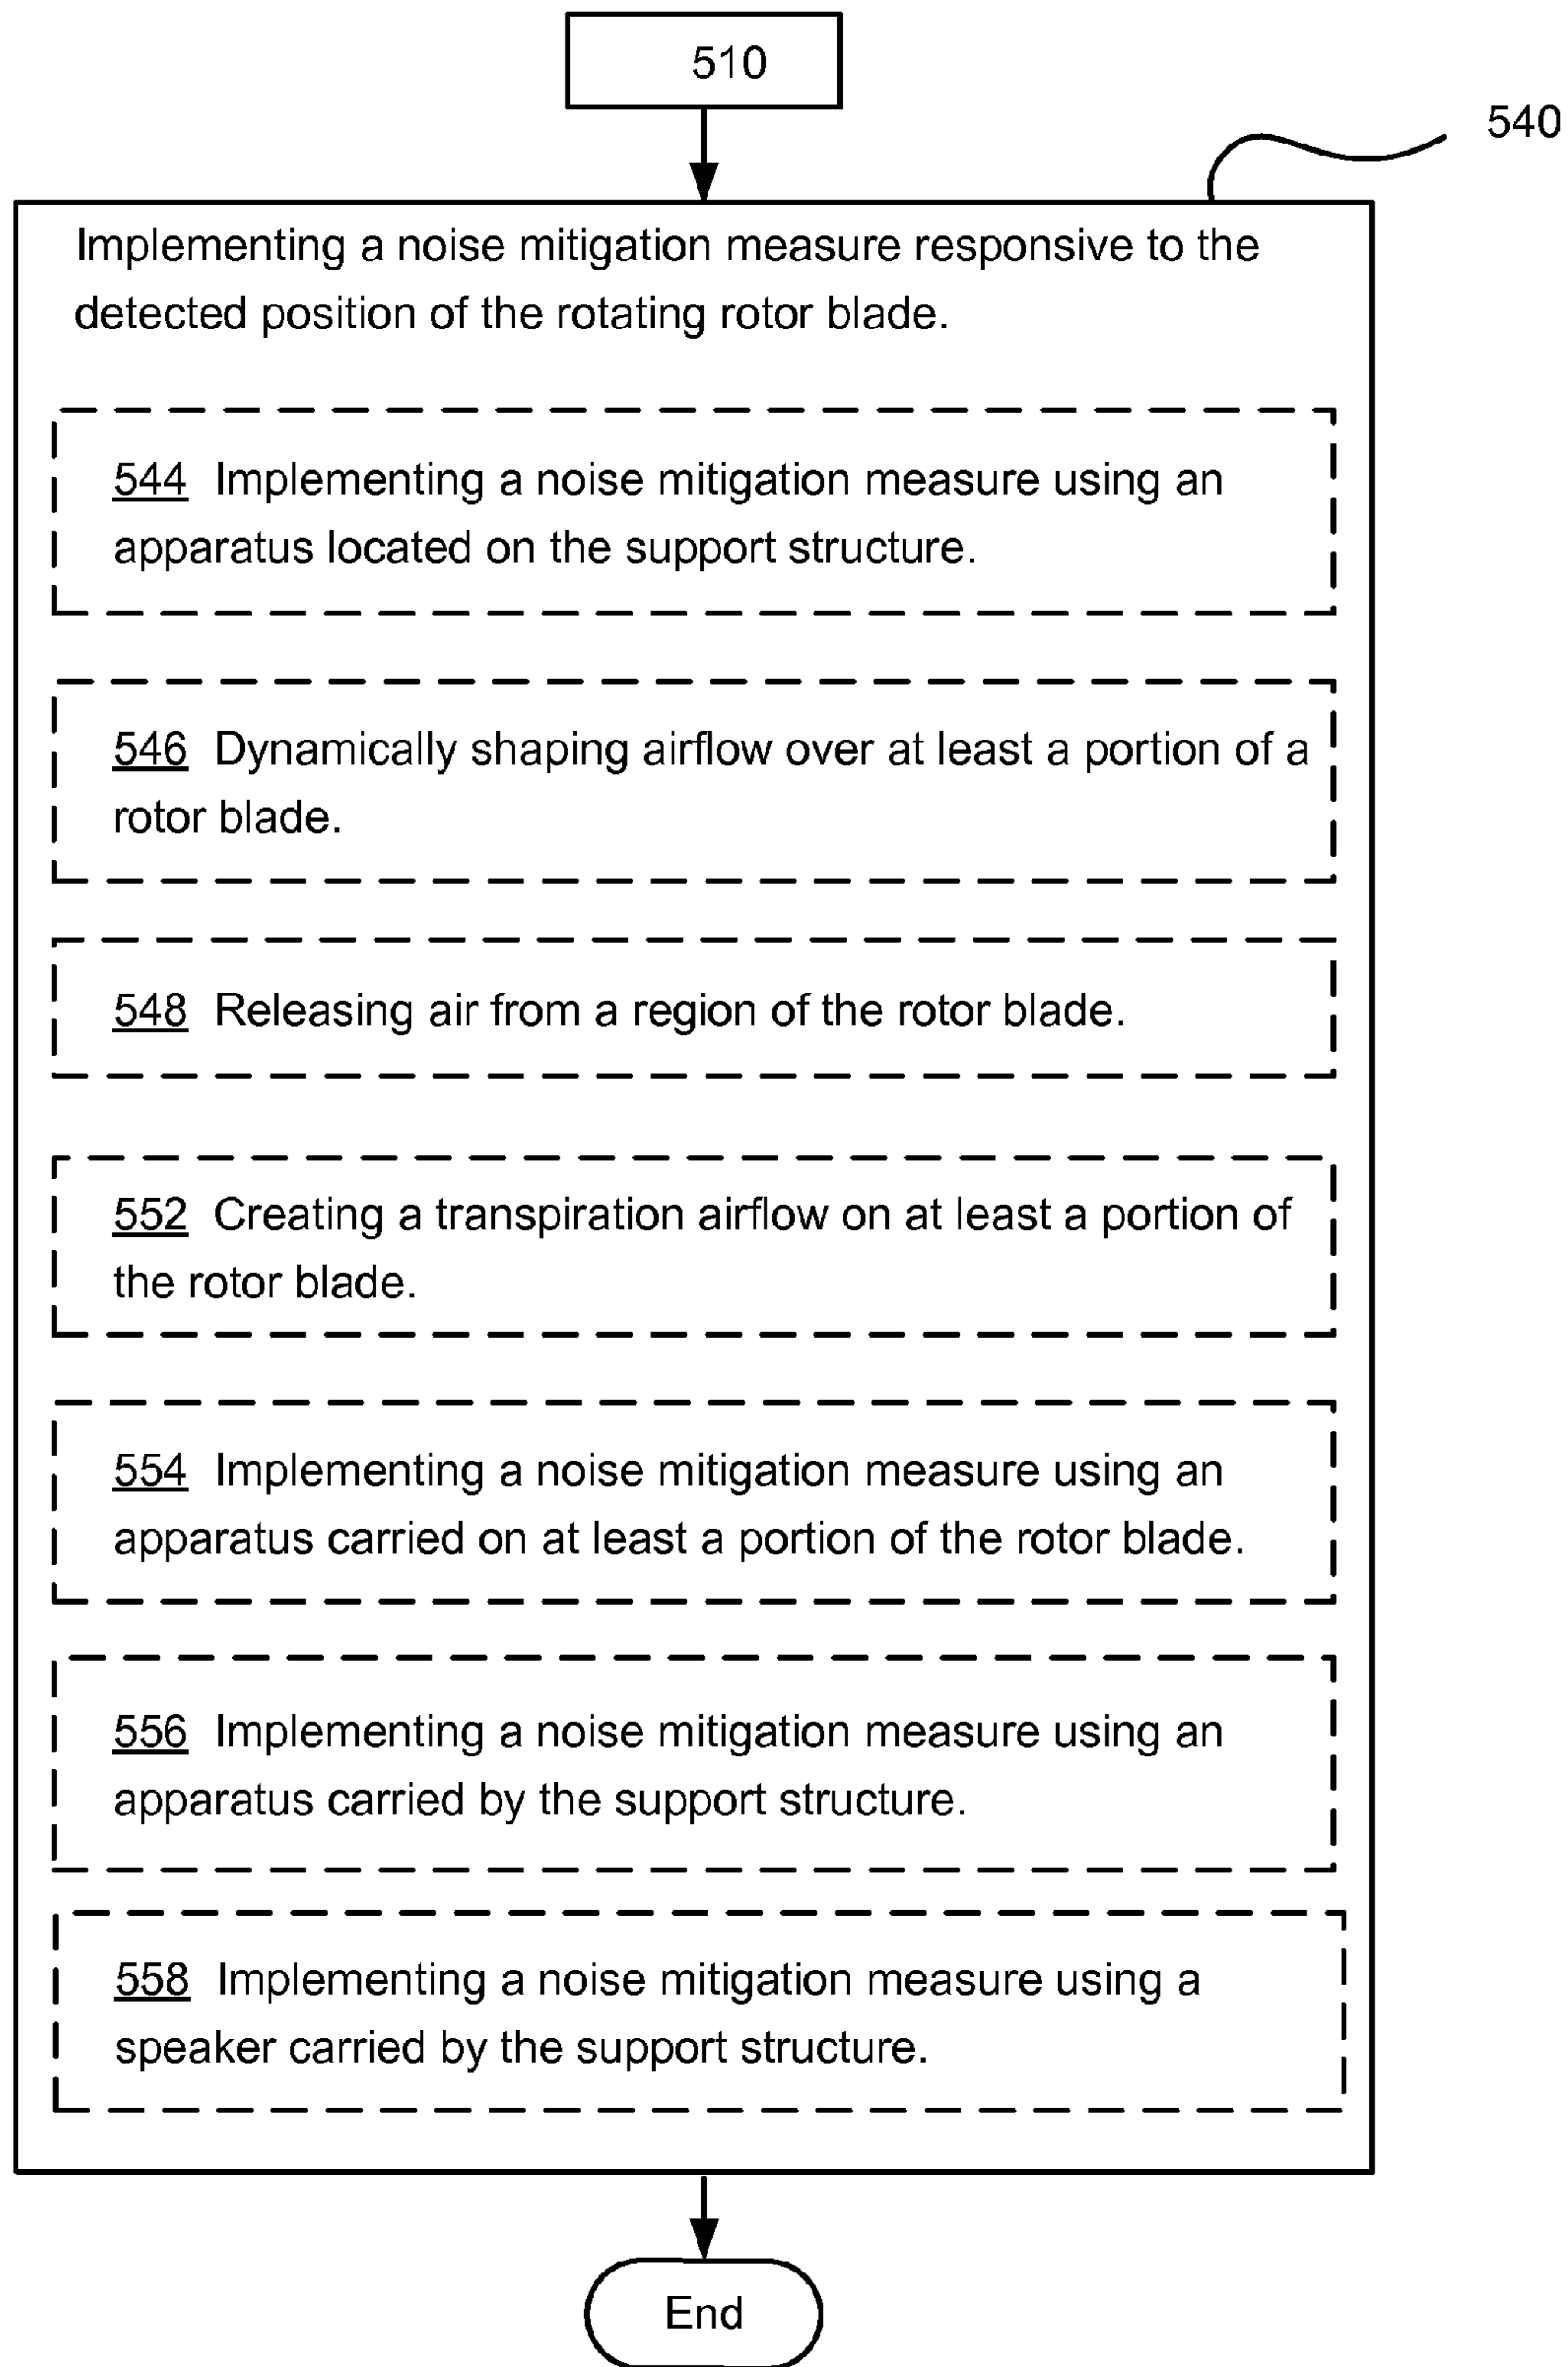 510
540
Implementing a noise mitigation measure responsive to the
detected position of the rotating rotor blade.
544 Implementing a noise mitigation measure using an
apparatus located on the support structure.
546 Dynamically shaping airflow over at least a portion of a
rotor blade.
548 Releasing air from a region of the rotor blade.
552 Creating a transpiration airflow on at least a portion of
the rotor blade.
554 Implementing a noise mitigation measure using an
apparatus carried on at least a portion of the rotor blade.
556 Implementing a noise mitigation measure using an
apparatus carried by the support structure.
558 Implementing a noise mitigation measure using a
speaker carried by the support structure.
End